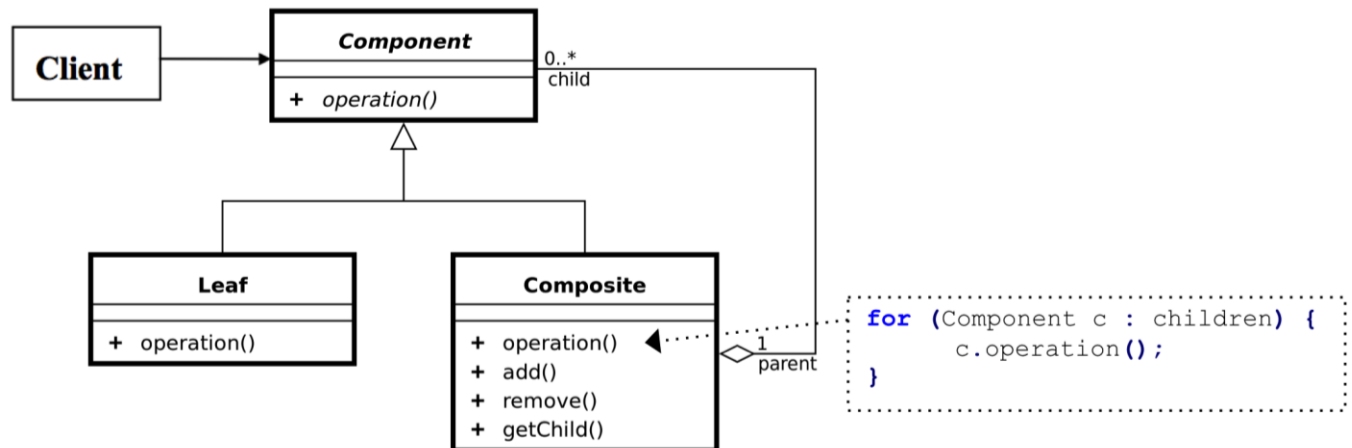 Client
Component
+ operation()
0..*
child
Leaf
+ operation()
Composite
+ operation()
+ add()
+ remove()
+ getChild()
1
parent
for (Component c : children) {
c.operation();
}